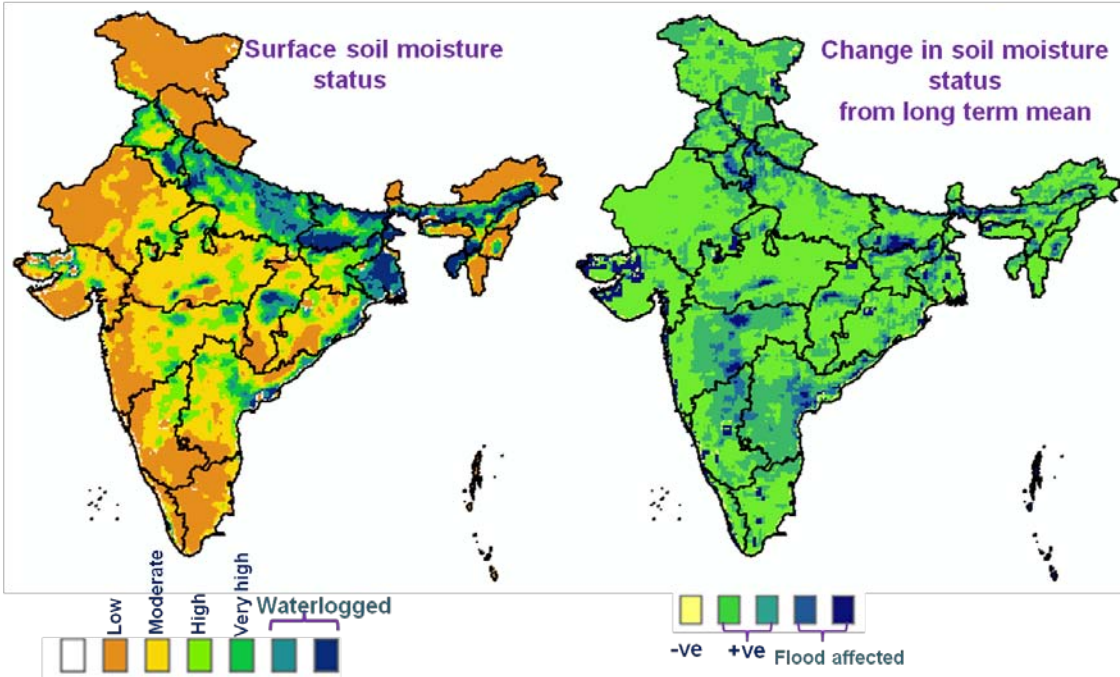 Surface soil moisture
status
Change in soil moisture
status
from long term mean
Low
Moderate
High
Very high
Waterlogged
-ve
+ve
Flood affected